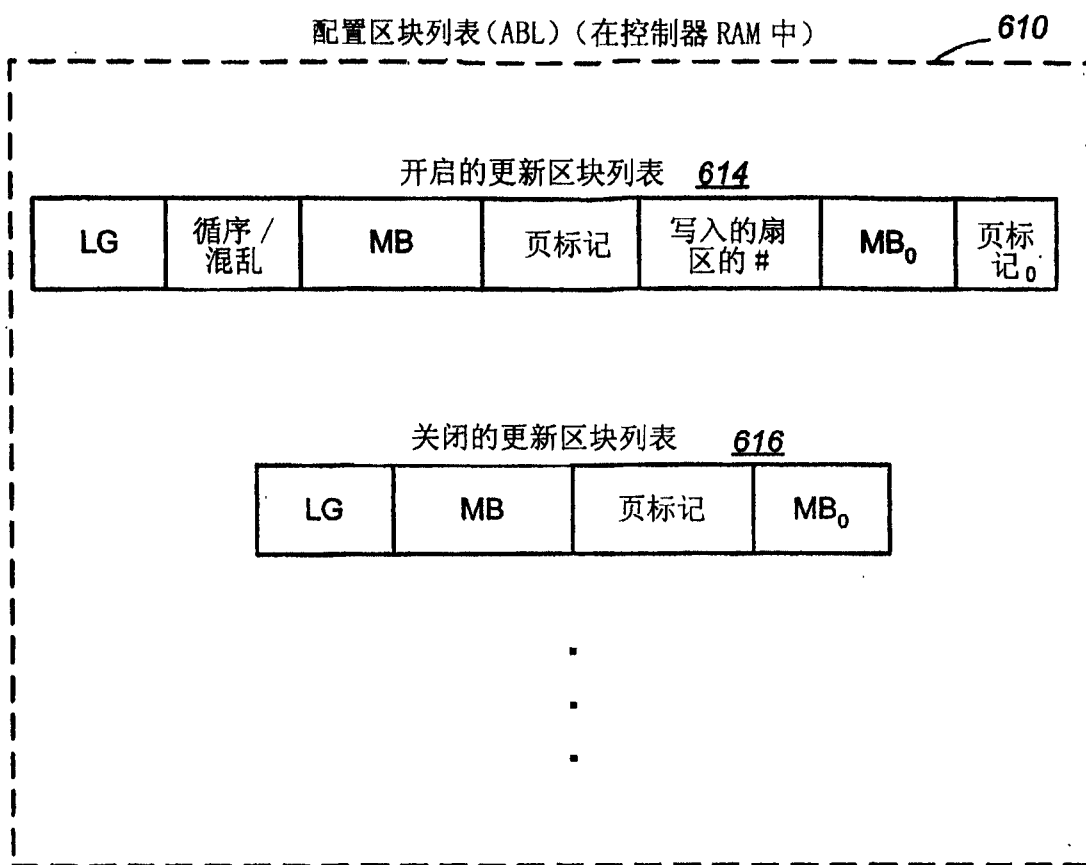 配置区块列表(ABL)(在控制器 RAM 中)
610
开启的更新区块列表 614
LG
循序/
混乱
MB
页标记
写入的扇
区的 #
MB₀
页标
记₀
关闭的更新区块列表 616
LG
MB
页标记
MB₀